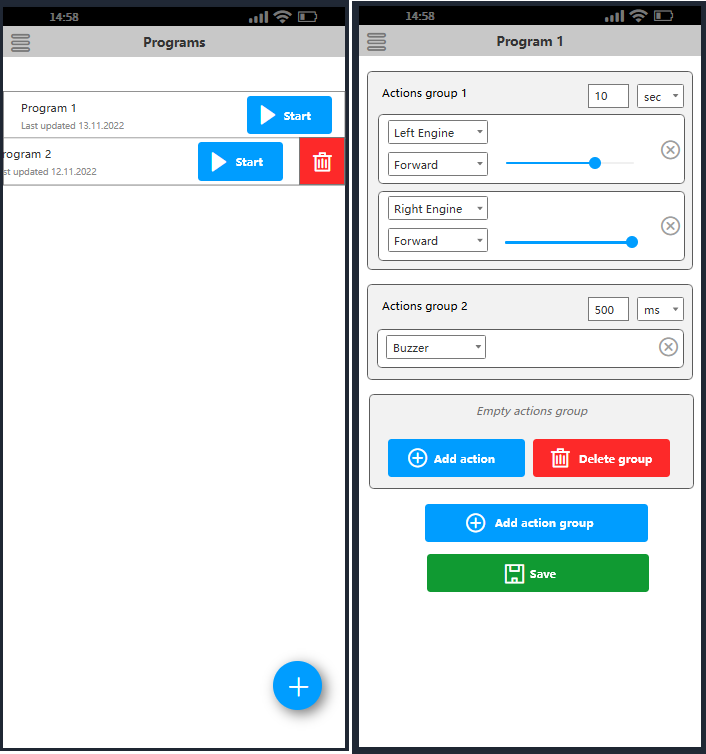 14:58
Programs
Program 1
Last updated 13.11.2022
Start
rogram 2
st updated 12.11.2022
Start
14:58
Program 1
Actions group 1
10
sec
Left Engine
Forward
Right Engine
Forward
Actions group 2
500
ms
Buzzer
Empty actions group
Add action
Delete group
Add action group
Save